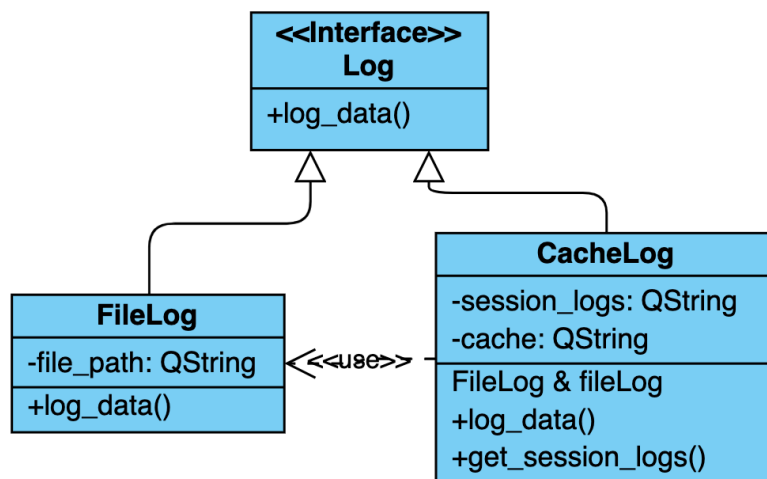 <<Interface>>
Log
+log_data()
CacheLog
-session_logs: QString
-cache: QString
FileLog & fileLog
+log_data()
+get_session_logs()
FileLog
-file_path: QString
+log_data()
<<use>>